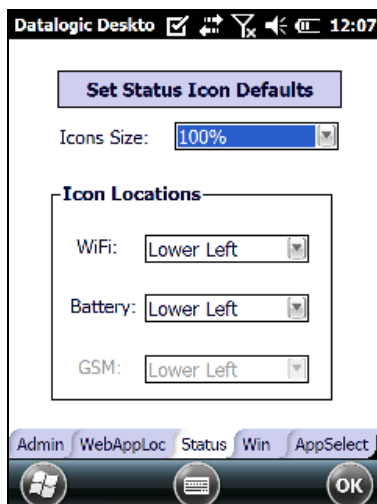 Datalogic Deskto 12:07
Set Status Icon Defaults
Icons Size: 100%
Icon Locations
WiFi: Lower Left
Battery: Lower Left
GSM: Lower Left
Admin WebAppLoc Status Win AppSelect
OK